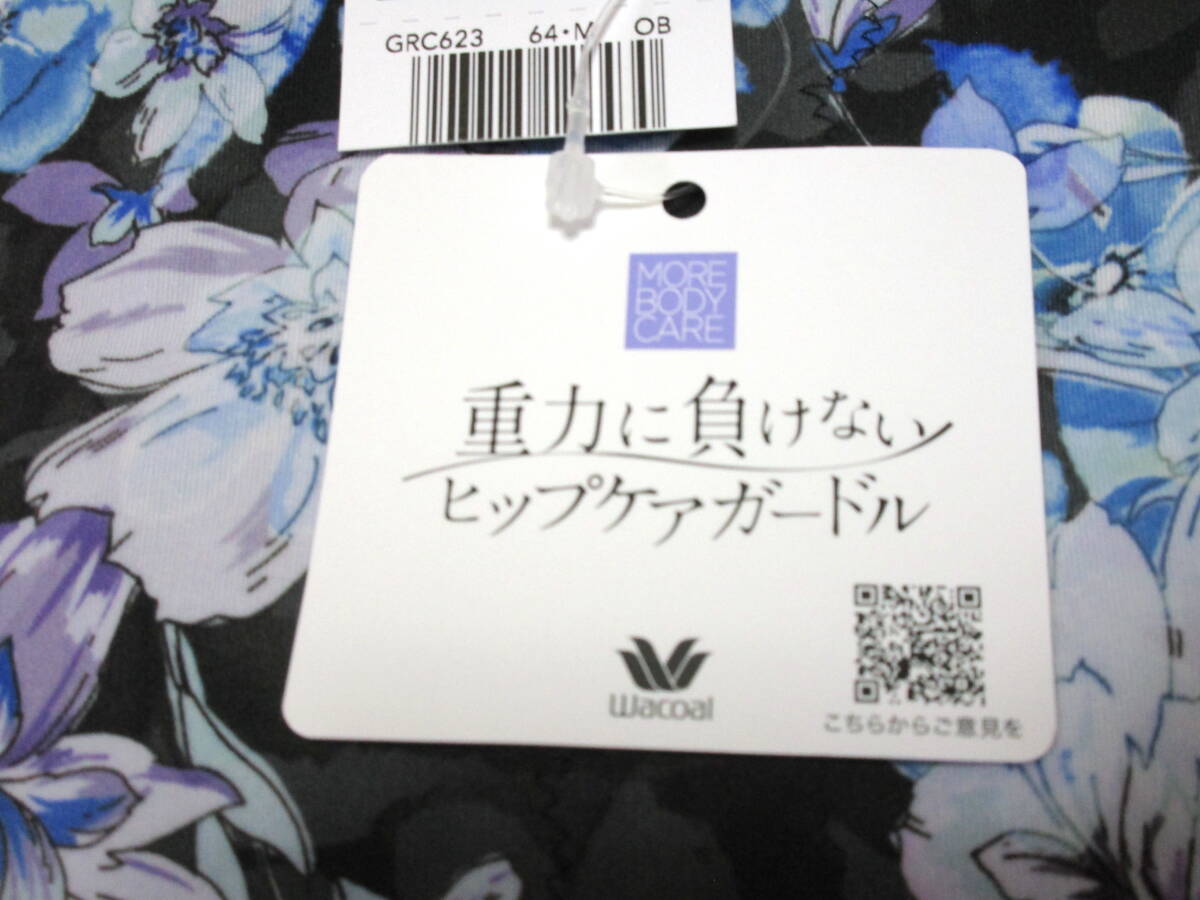 GRC623 64・M OB
MORE
BODY
CARE
重力に負けない
ヒップケアガードル
Wacoal
こちらからご意見を